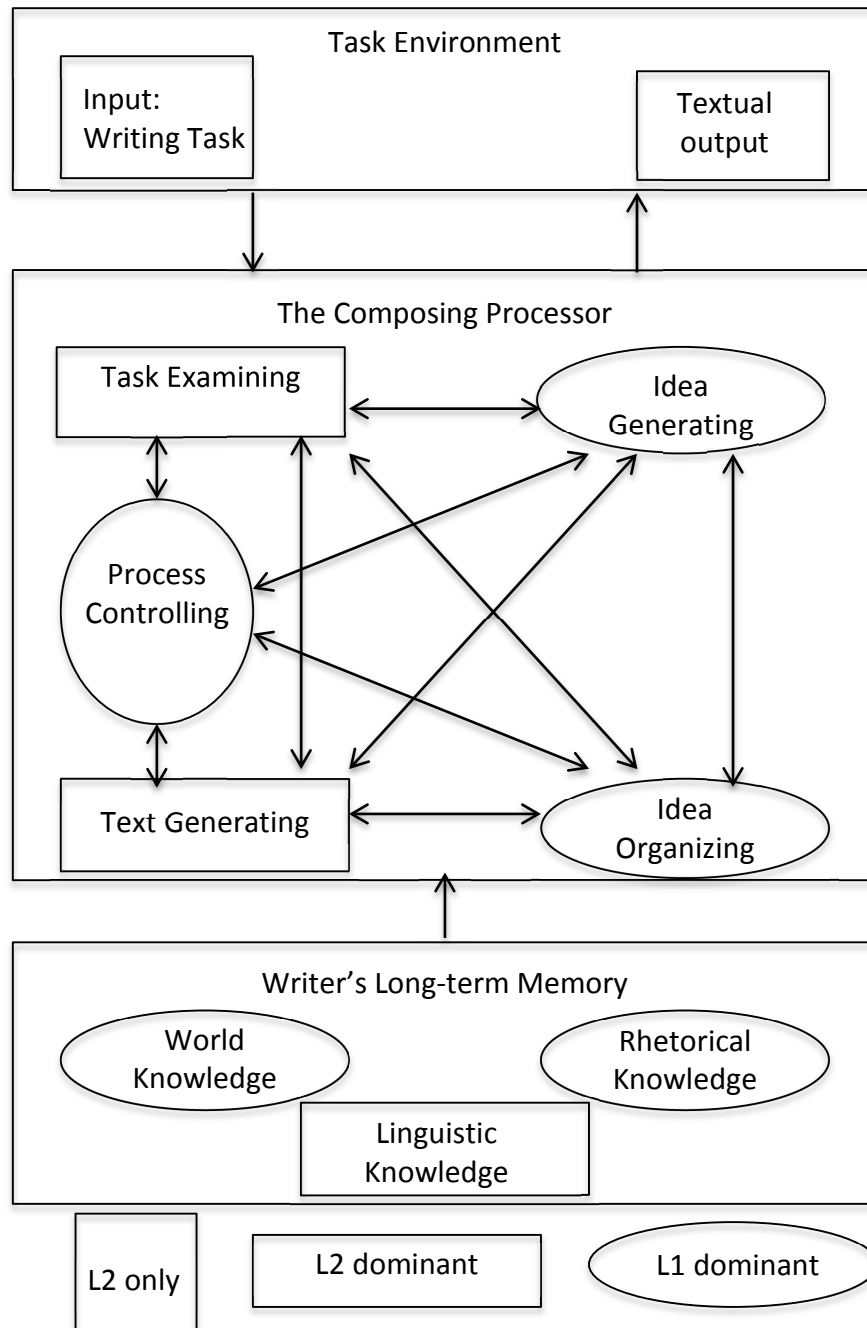 Task Environment
Input:
Writing Task
Textual
output
The Composing Processor
Task Examining
Idea
Generating
Process
Controlling
Text Generating
Idea
Organizing
Writer’s Long-term Memory
World
Knowledge
Rhetorical
Knowledge
Linguistic
Knowledge
L2 only
L2 dominant
L1 dominant